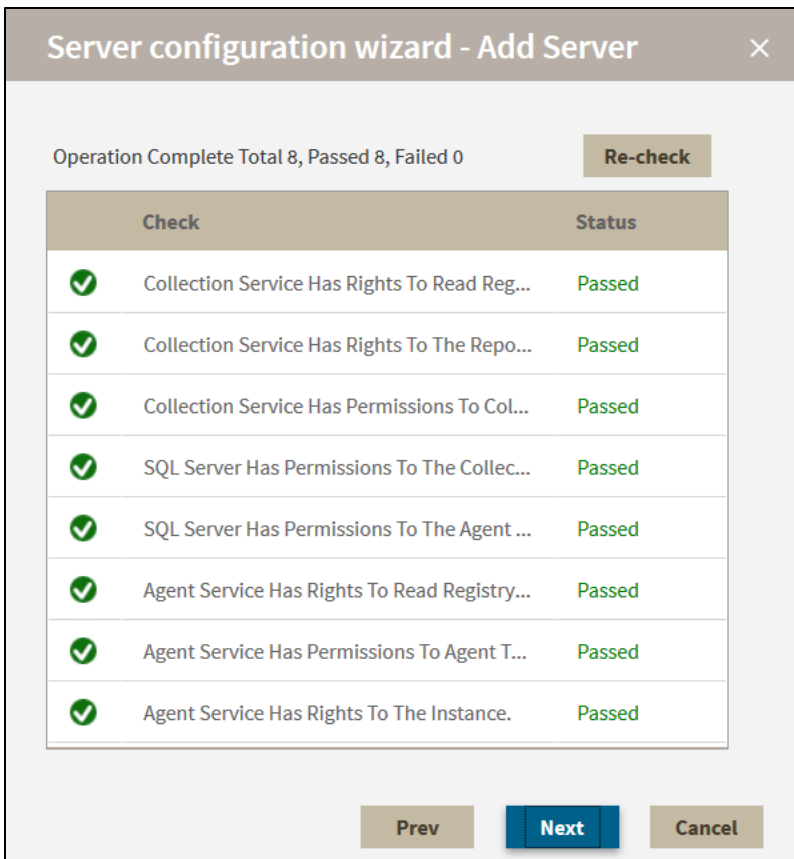 Server configuration wizard - Add Server
Operation Complete Total 8, Passed 8, Failed 0 Re-check
Check Status
Collection Service Has Rights To Read Reg... Passed
Collection Service Has Rights To The Repo... Passed
Collection Service Has Permissions To Col... Passed
SQL Server Has Permissions To The Collec... Passed
SQL Server Has Permissions To The Agent ... Passed
Agent Service Has Rights To Read Registry... Passed
Agent Service Has Permissions To Agent T... Passed
Agent Service Has Rights To The Instance. Passed
Prev Next Cancel